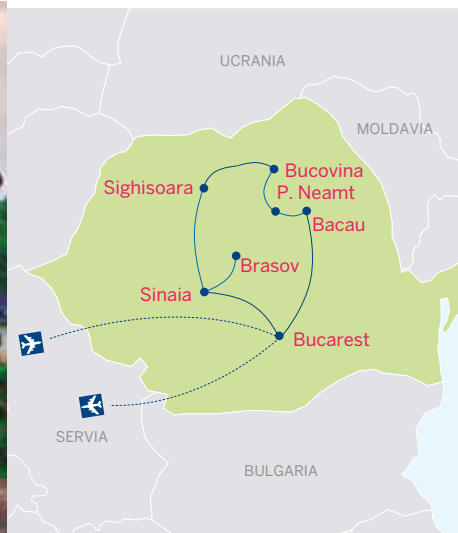 UCRANIA
MOLDAVIA
Bucovina
Sighisoara
P. Neamt
Bacau
Brasov
Sinaia
Bucarest
SERVIA
BULGARIA